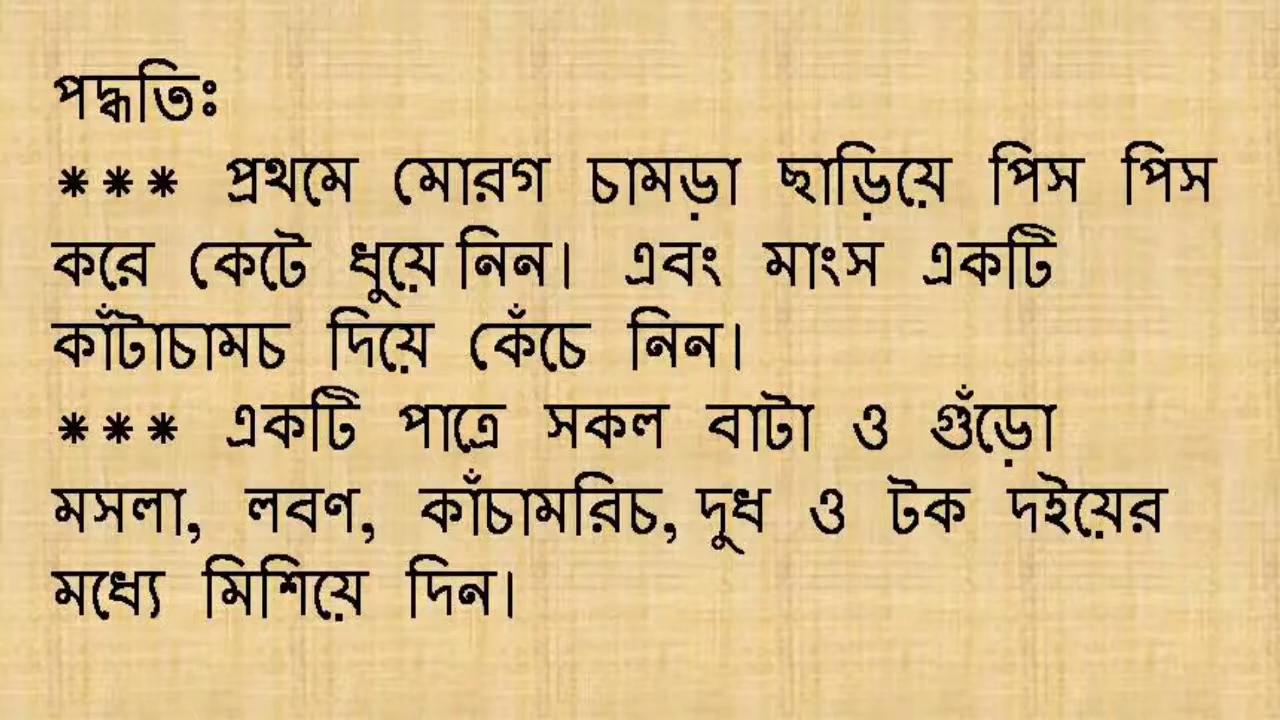 পদ্ধতিঃ
*** প্রথমে মোরগ চামড়া ছাড়িয়ে পিস পিস
করে কেটে ধুয়ে নিন। এবং মাংস একটি
কাঁটাচামচ দিয়ে কেঁচে নিন।
*** একটি পাত্রে সকল বাটা ও গুঁড়ো
মসলা, লবণ, কাঁচামরিচ, দুধ ও টক দইয়ের
মধ্যে মিশিয়ে দিন।